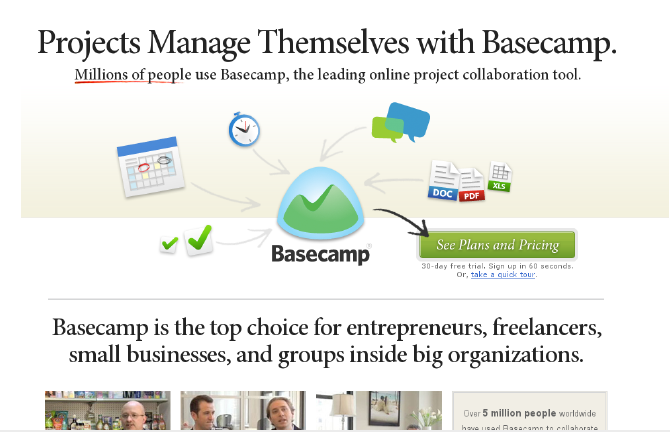 Projects Manage Themselves with Basecamp.
Millions of people use Basecamp, the leading online project collaboration tool.
DOC
PDF
XLS
Basecamp
See Plans and Pricing
30-day free trial. Sign up in 60 seconds.
Or, take a quick tour.
Basecamp is the top choice for entrepreneurs, freelancers,
small businesses, and groups inside big organizations.
Over 5 million people worldwide
have used Basecamp to collaborate